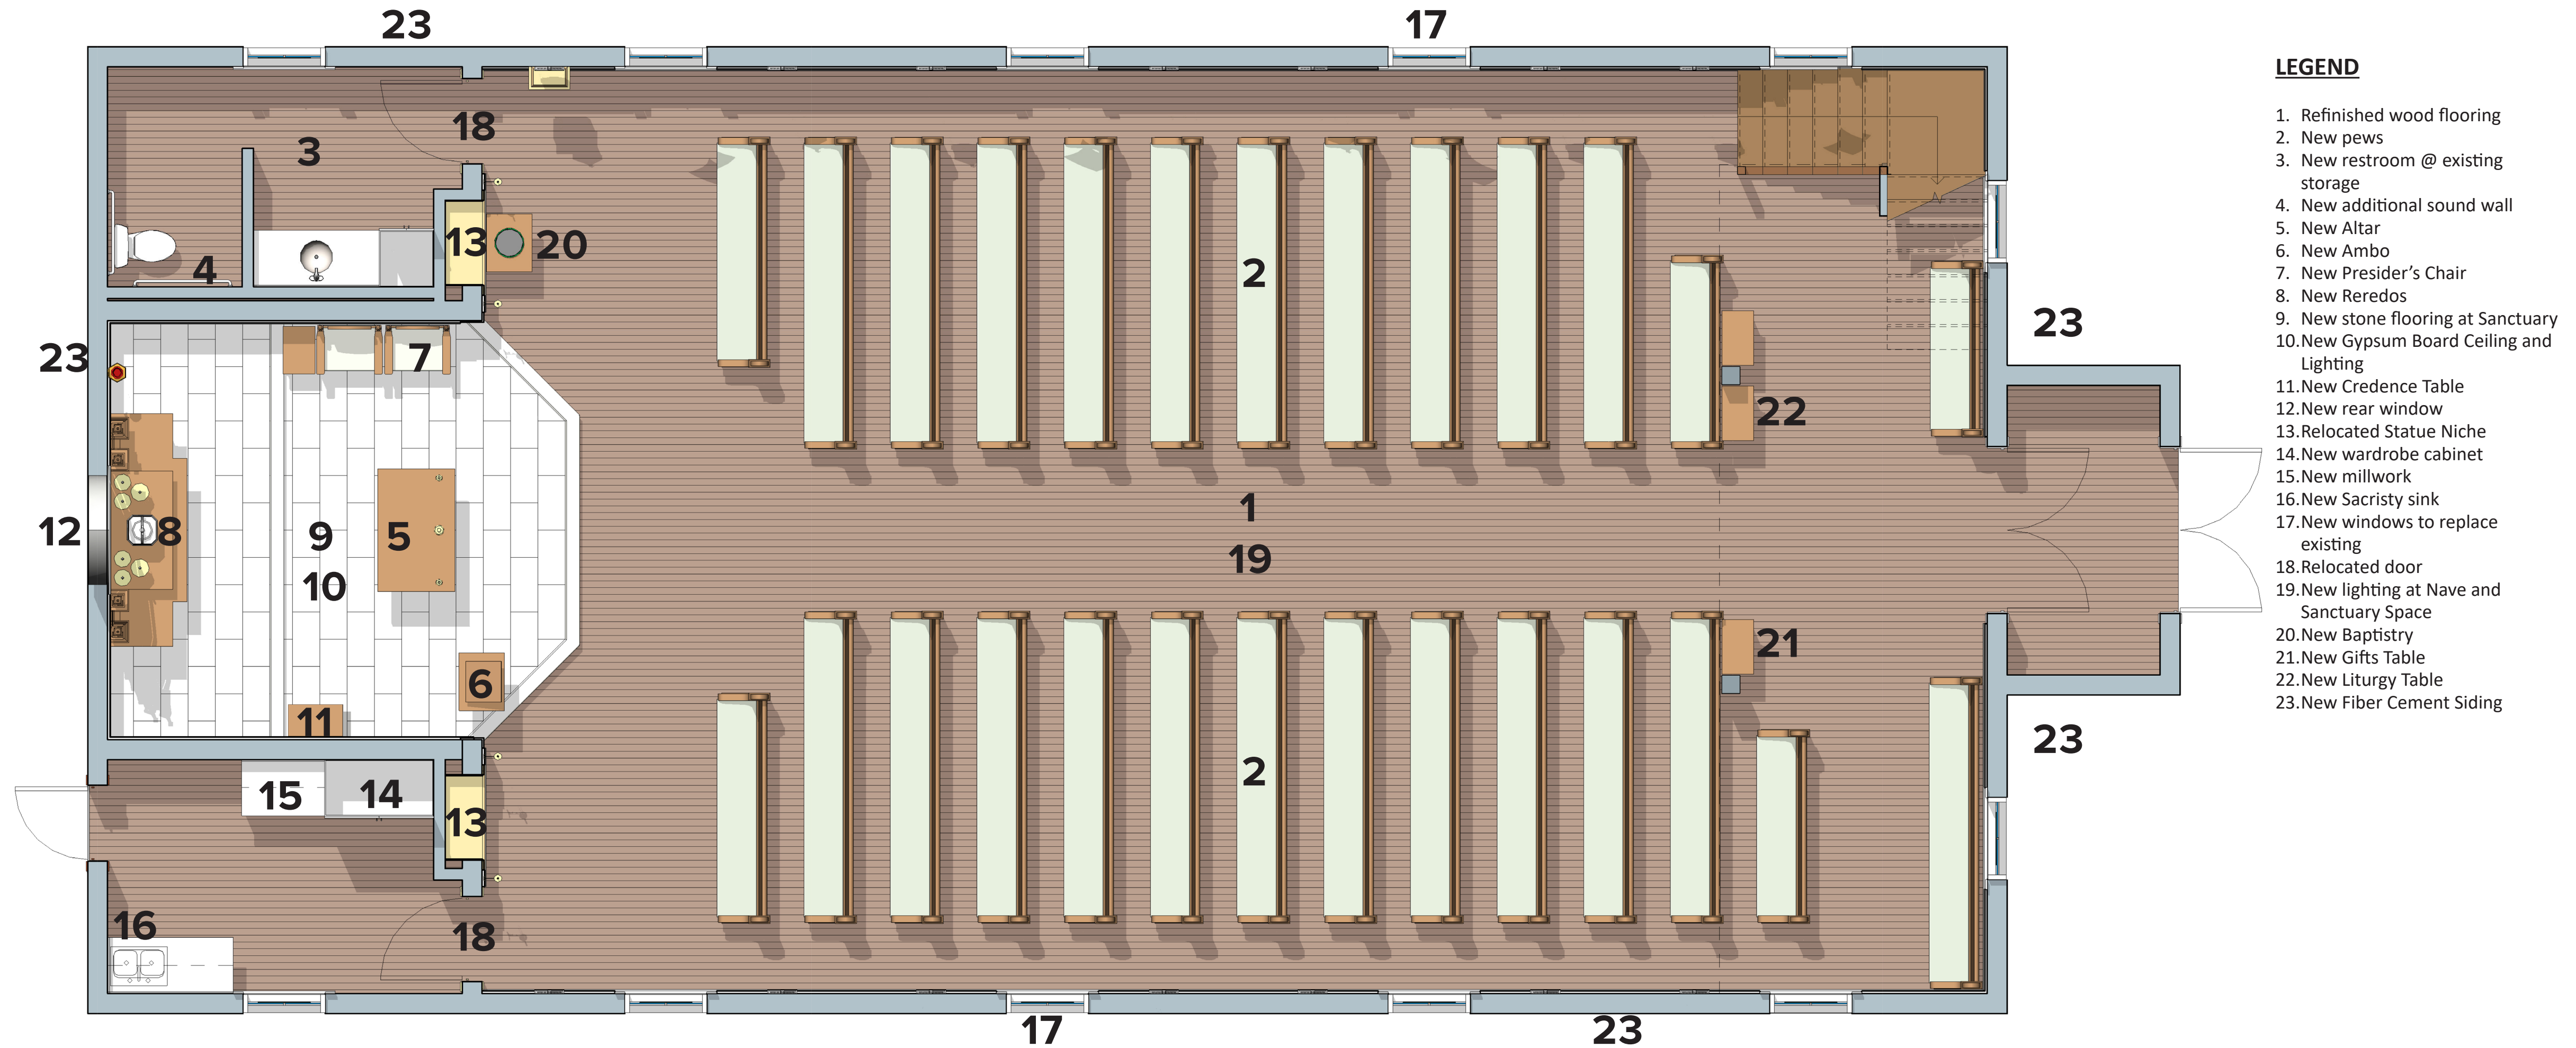 23
17
LEGEND
1. Refinished wood flooring
2. New pews
3. New restroom @ existing
storage
4. New additional sound wall
5. New Altar
6. New Ambo
7. New Presider’s Chair
8. New Reredos
9. New stone flooring at Sanctuary
10.New Gypsum Board Ceiling and
Lighting
11.New Credence Table
12.New rear window
13.Relocated Statue Niche
14.New wardrobe cabinet
15.New millwork
16.New Sacristy sink
17.New windows to replace
existing
18.Relocated door
19.New lighting at Nave and
Sanctuary Space
20.New Baptistry
21.New Gifts Table
22.New Liturgy Table
23.New Fiber Cement Siding
18
3
13
20
4
2
23
23
7
22
1
12
8
9
5
19
10
21
6
11
23
2
15
14
13
16
18
17
23